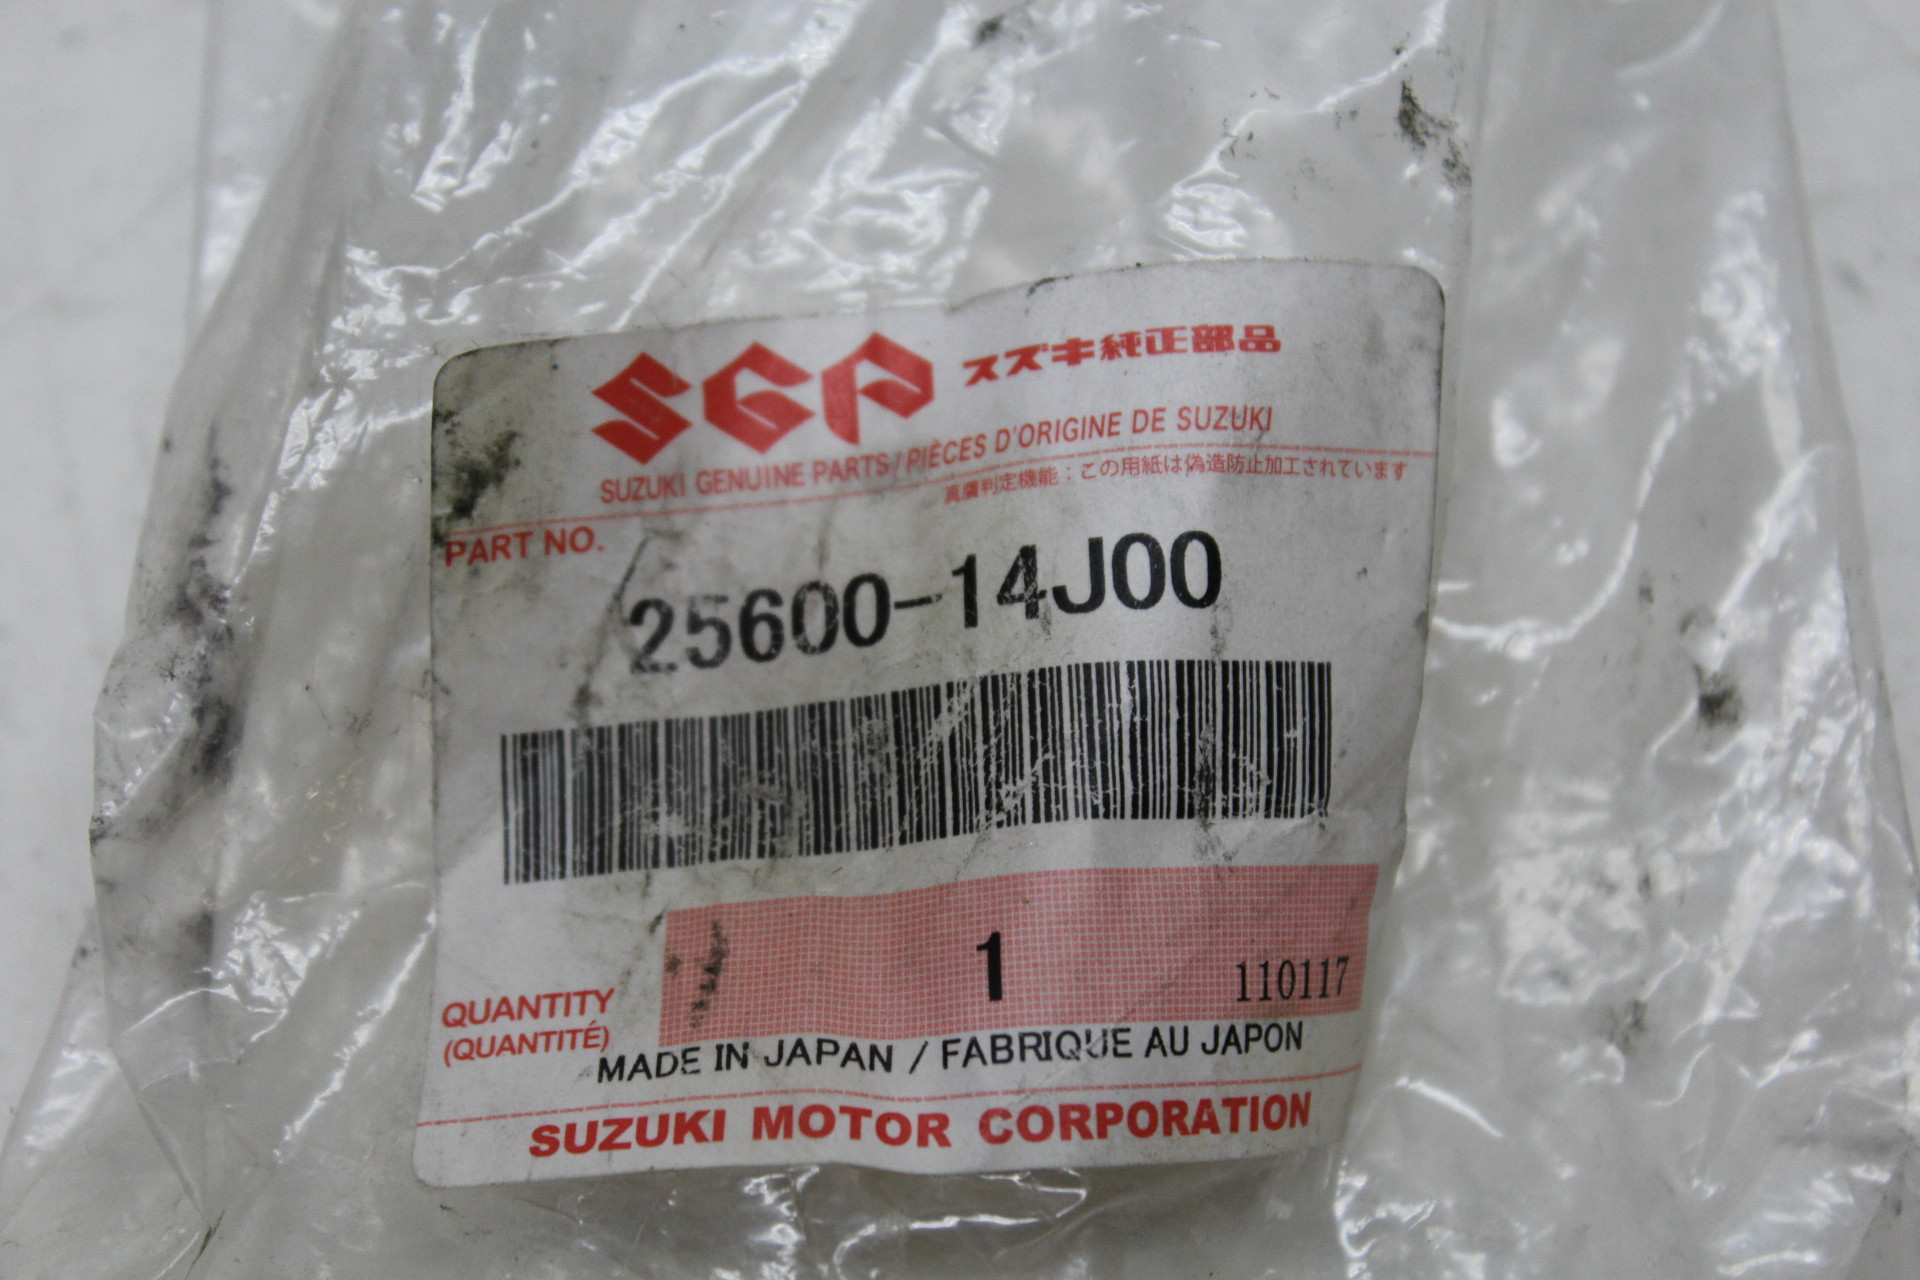 SGP スズキ純正部品
SUZUKI GENUINE PARTS / PIÈCES D'ORIGINE DE SUZUKI
真贋判定機能：この用紙は偽造防止加工されています
PART NO.
25600-14J00
1
110117
QUANTITY
(QUANTITÉ)
MADE IN JAPAN / FABRIQUE AU JAPON
SUZUKI MOTOR CORPORATION